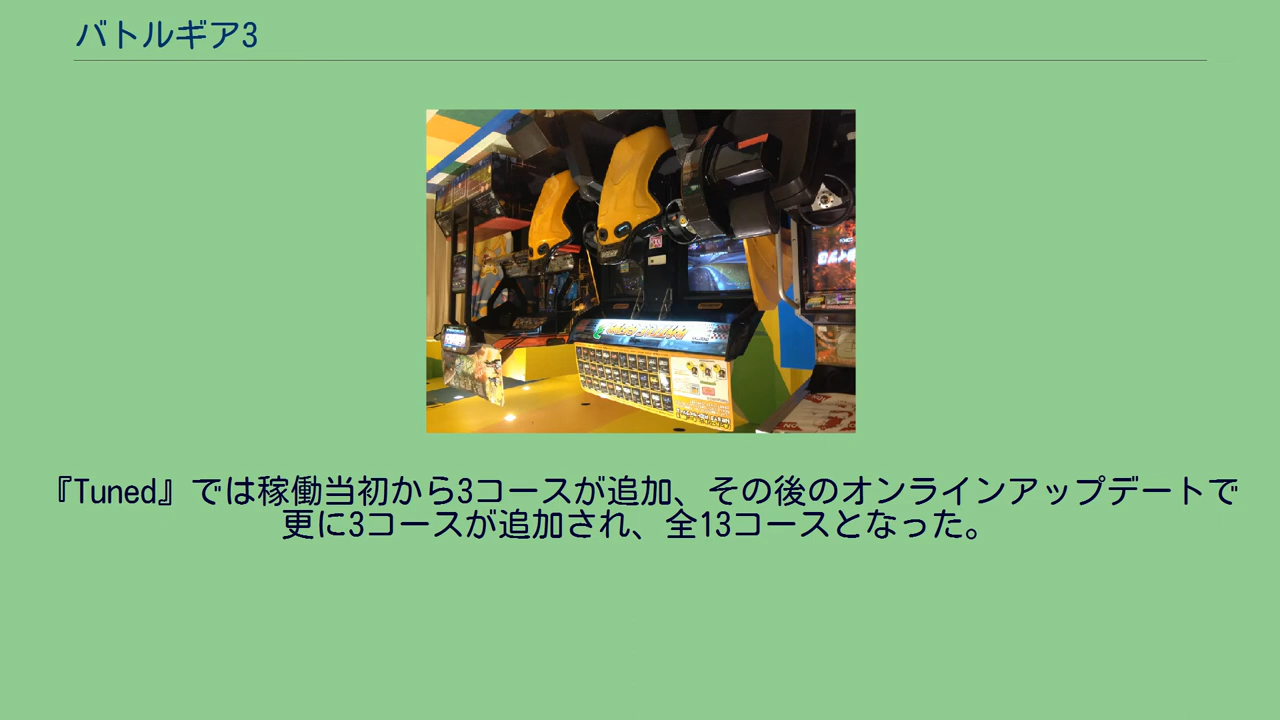 バトルギア3
『Tuned』では稼働当初から3コースが追加、その後のオンラインアップデートで
更に3コースが追加され、全13コースとなった。